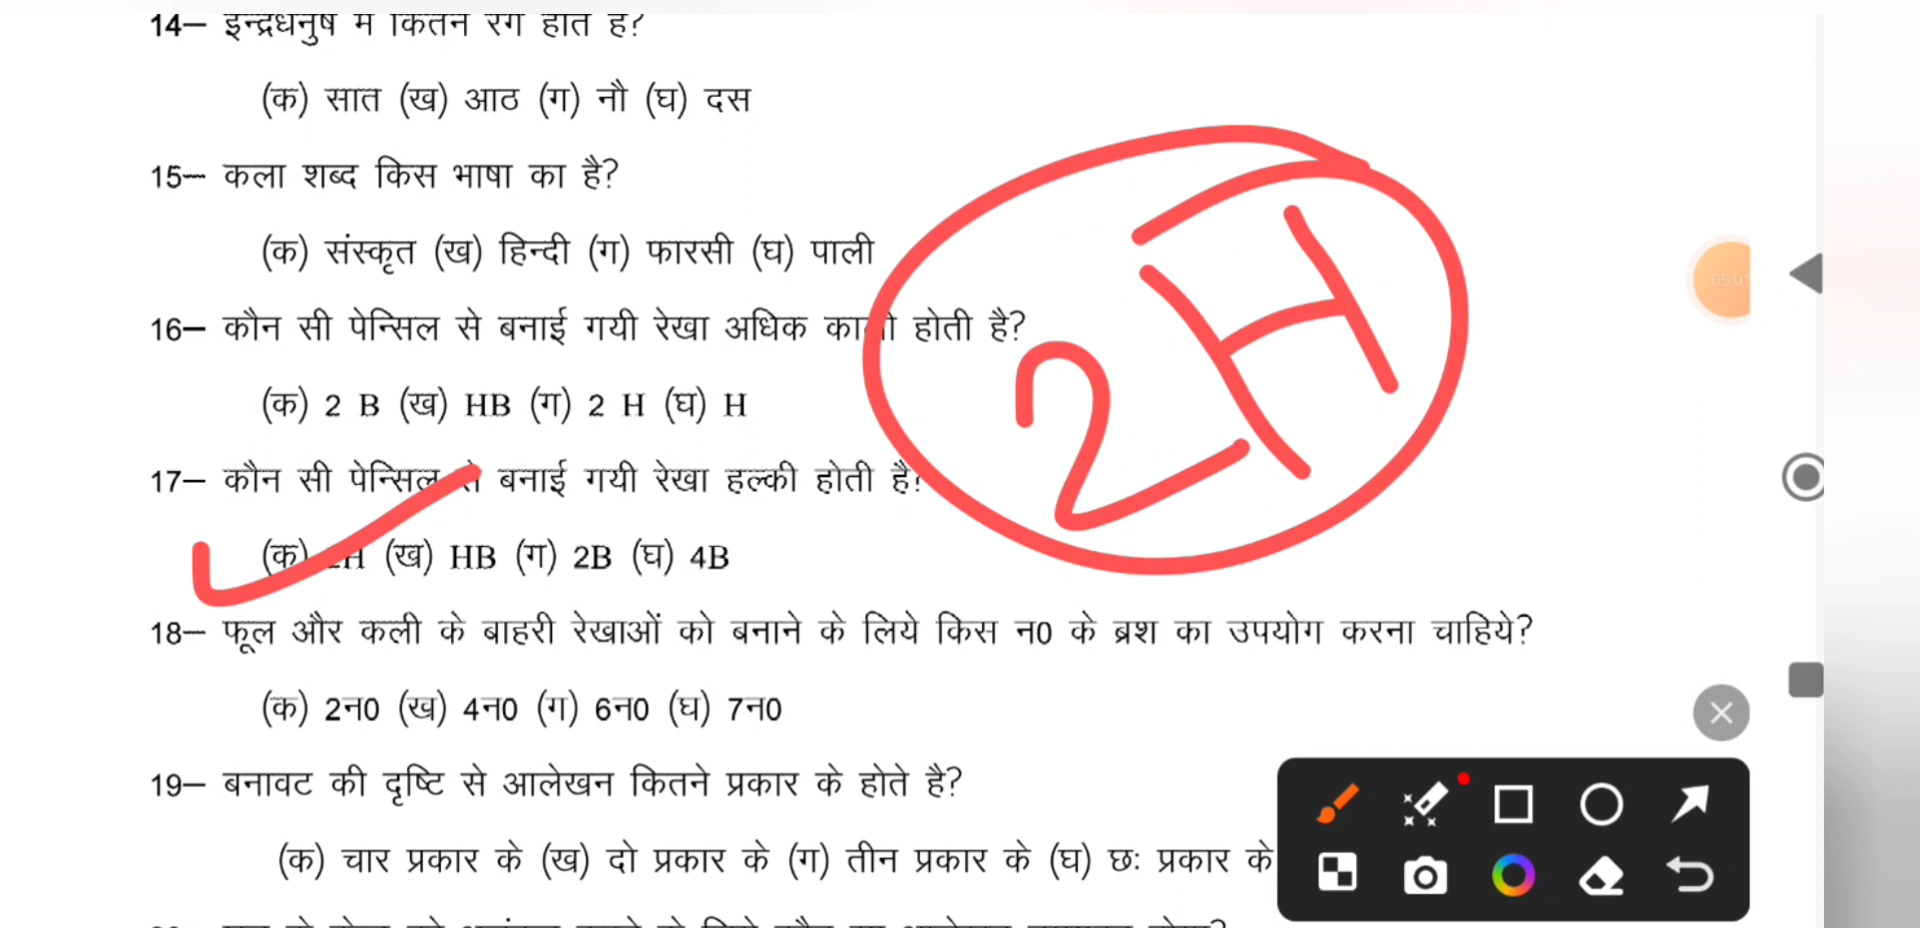 14– इन्द्रधनुष में कितने रंग होते है?
(क) सात (ख) आठ (ग) नौ (घ) दस
15– कला शब्द किस भाषा का है?
(क) संस्कृत (ख) हिन्दी (ग) फारसी (घ) पाली
16– कौन सी पेन्सिल से बनाई गयी रेखा अधिक काली होती है?
(क) 2 B (ख) HB (ग) 2 H (घ) H
2H
17– कौन सी पेन्सिल से बनाई गयी रेखा हल्की होती है?
(क) 2H (ख) HB (ग) 2B (घ) 4B
18– फूल और कली के बाहरी रेखाओं को बनाने के लिये किस न0 के ब्रश का उपयोग करना चाहिये?
(क) 2न0 (ख) 4न0 (ग) 6न0 (घ) 7न0
19– बनावट की दृष्टि से आलेखन कितने प्रकार के होते है?
(क) चार प्रकार के (ख) दो प्रकार के (ग) तीन प्रकार के (घ) छः प्रकार के